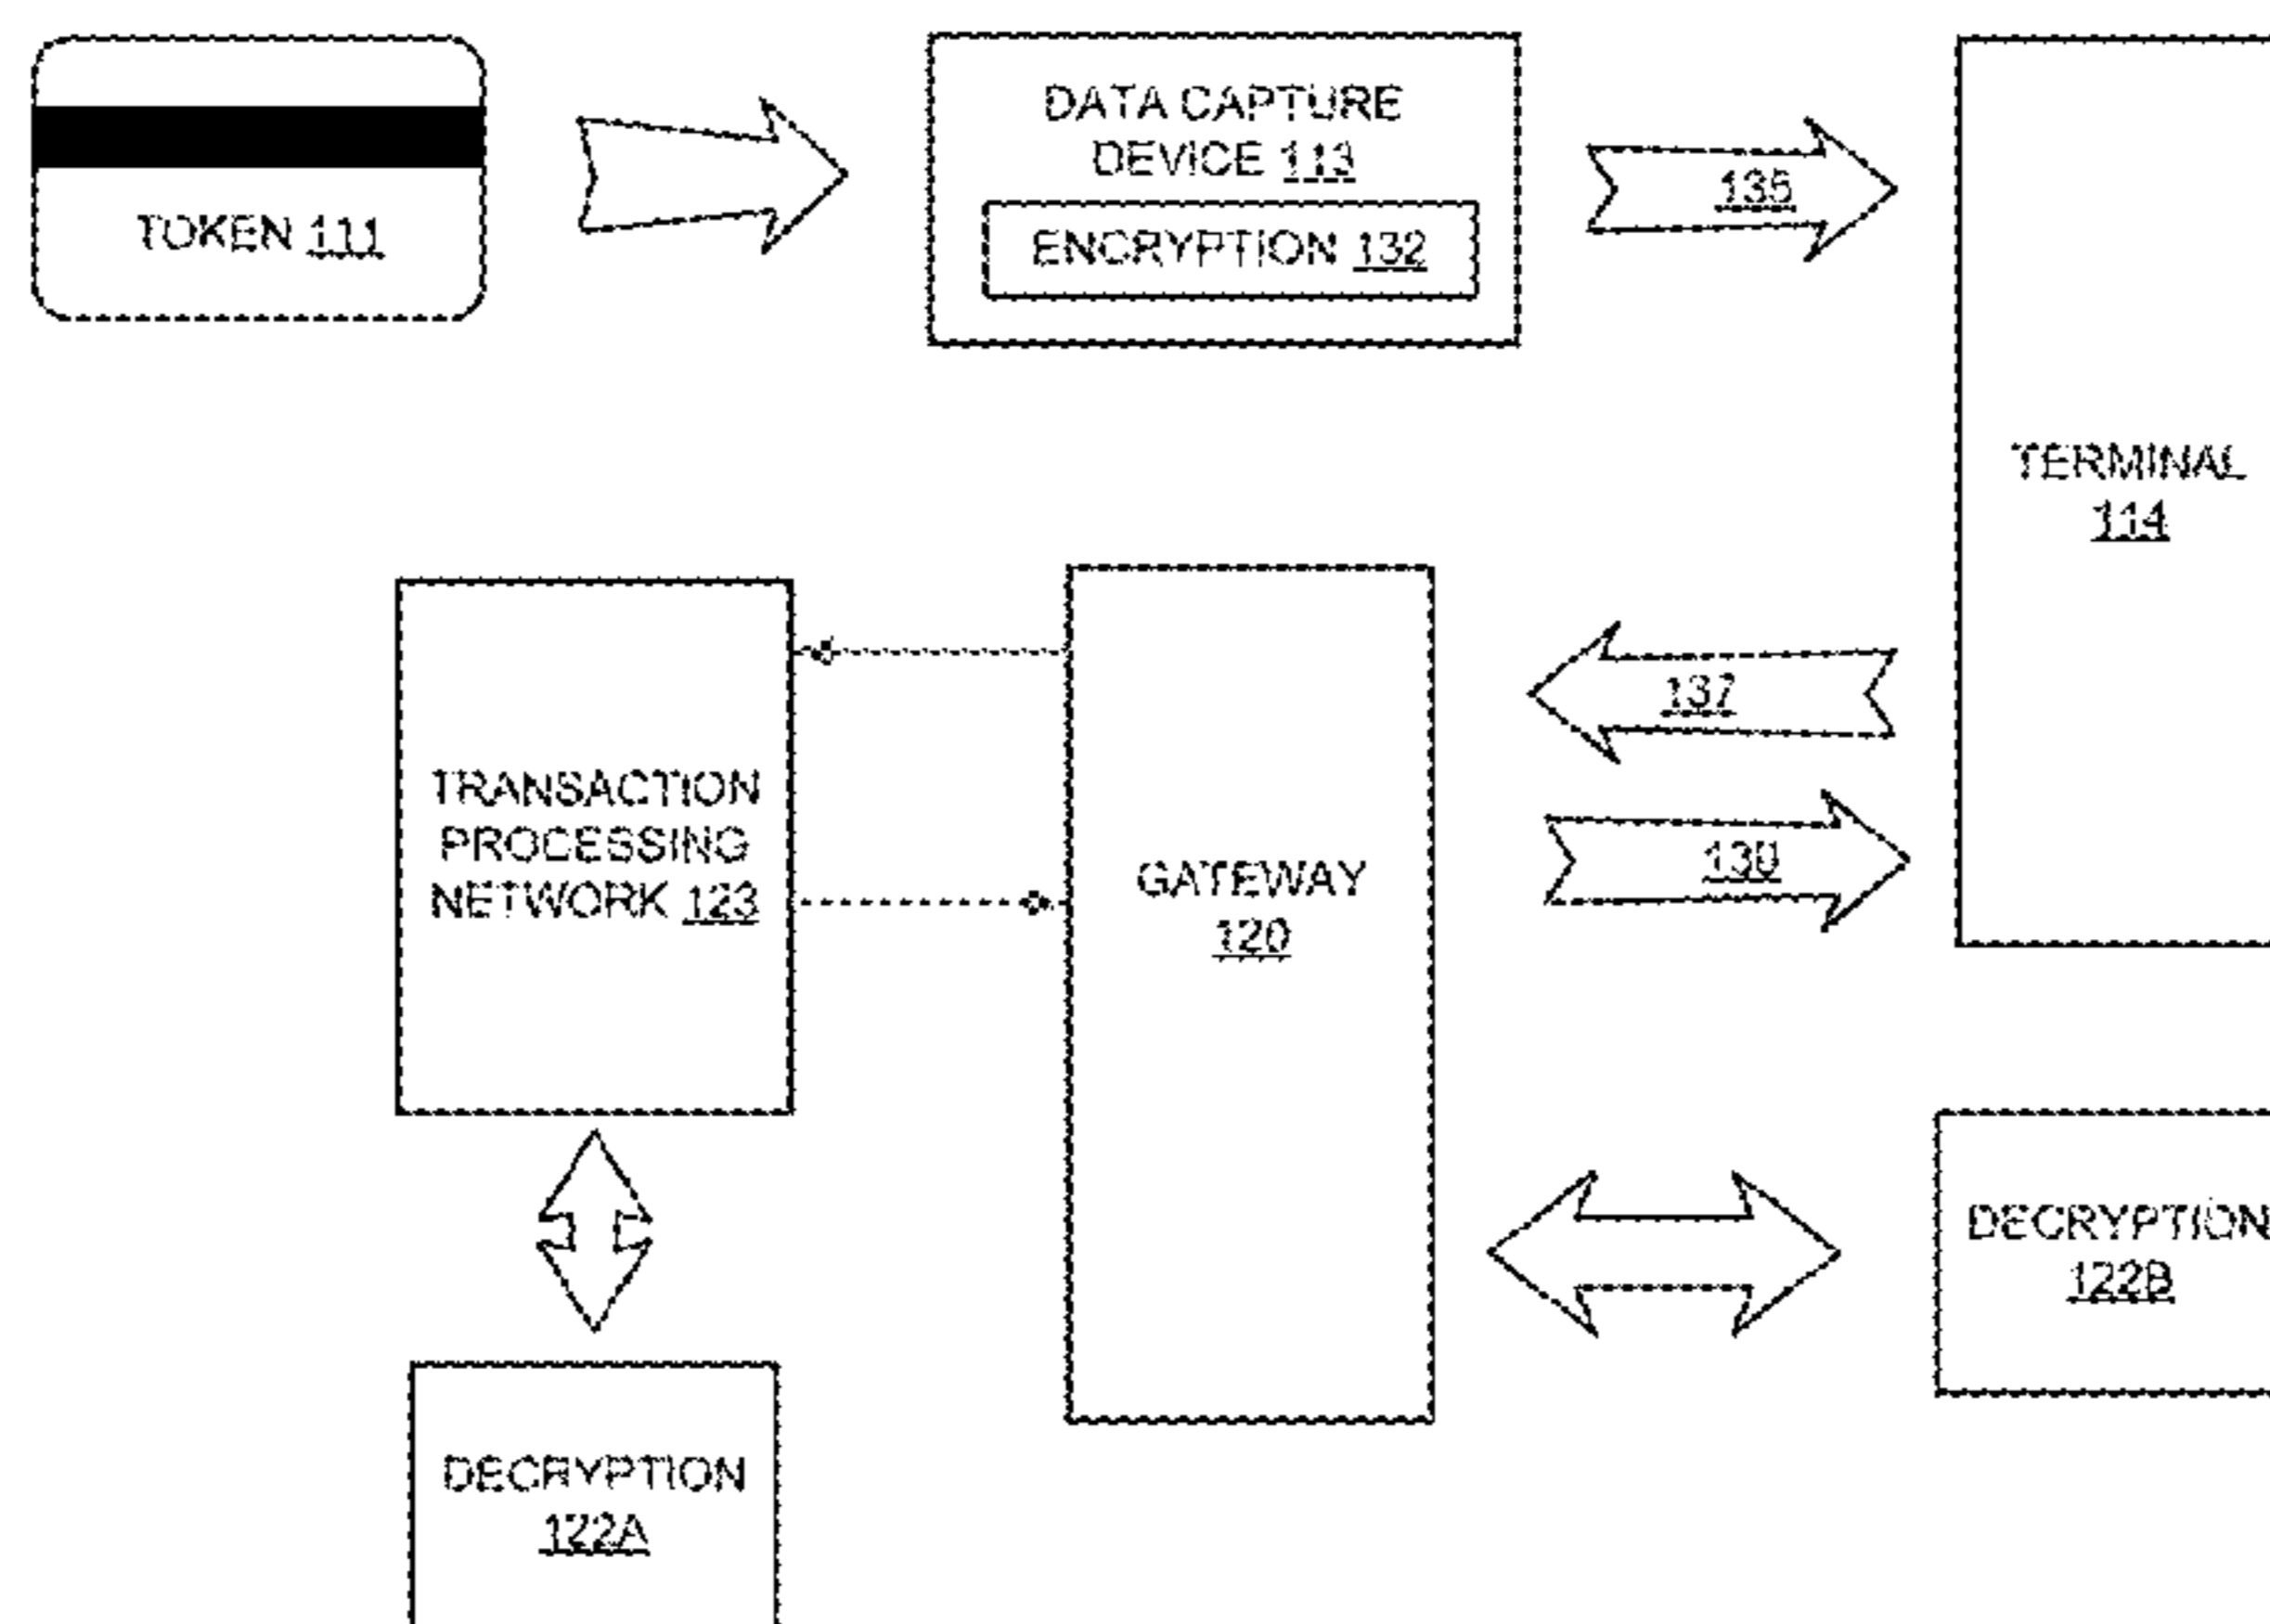 DATA CAPTURE
DEVICE 113
ENCRYPTION 132
TOKEN 111
135
TERMINAL
114
137
TRANSACTION
PROCESSING
NETWORK 123
GATEWAY
120
DECRYPTION
122B
DECRYPTION
122A